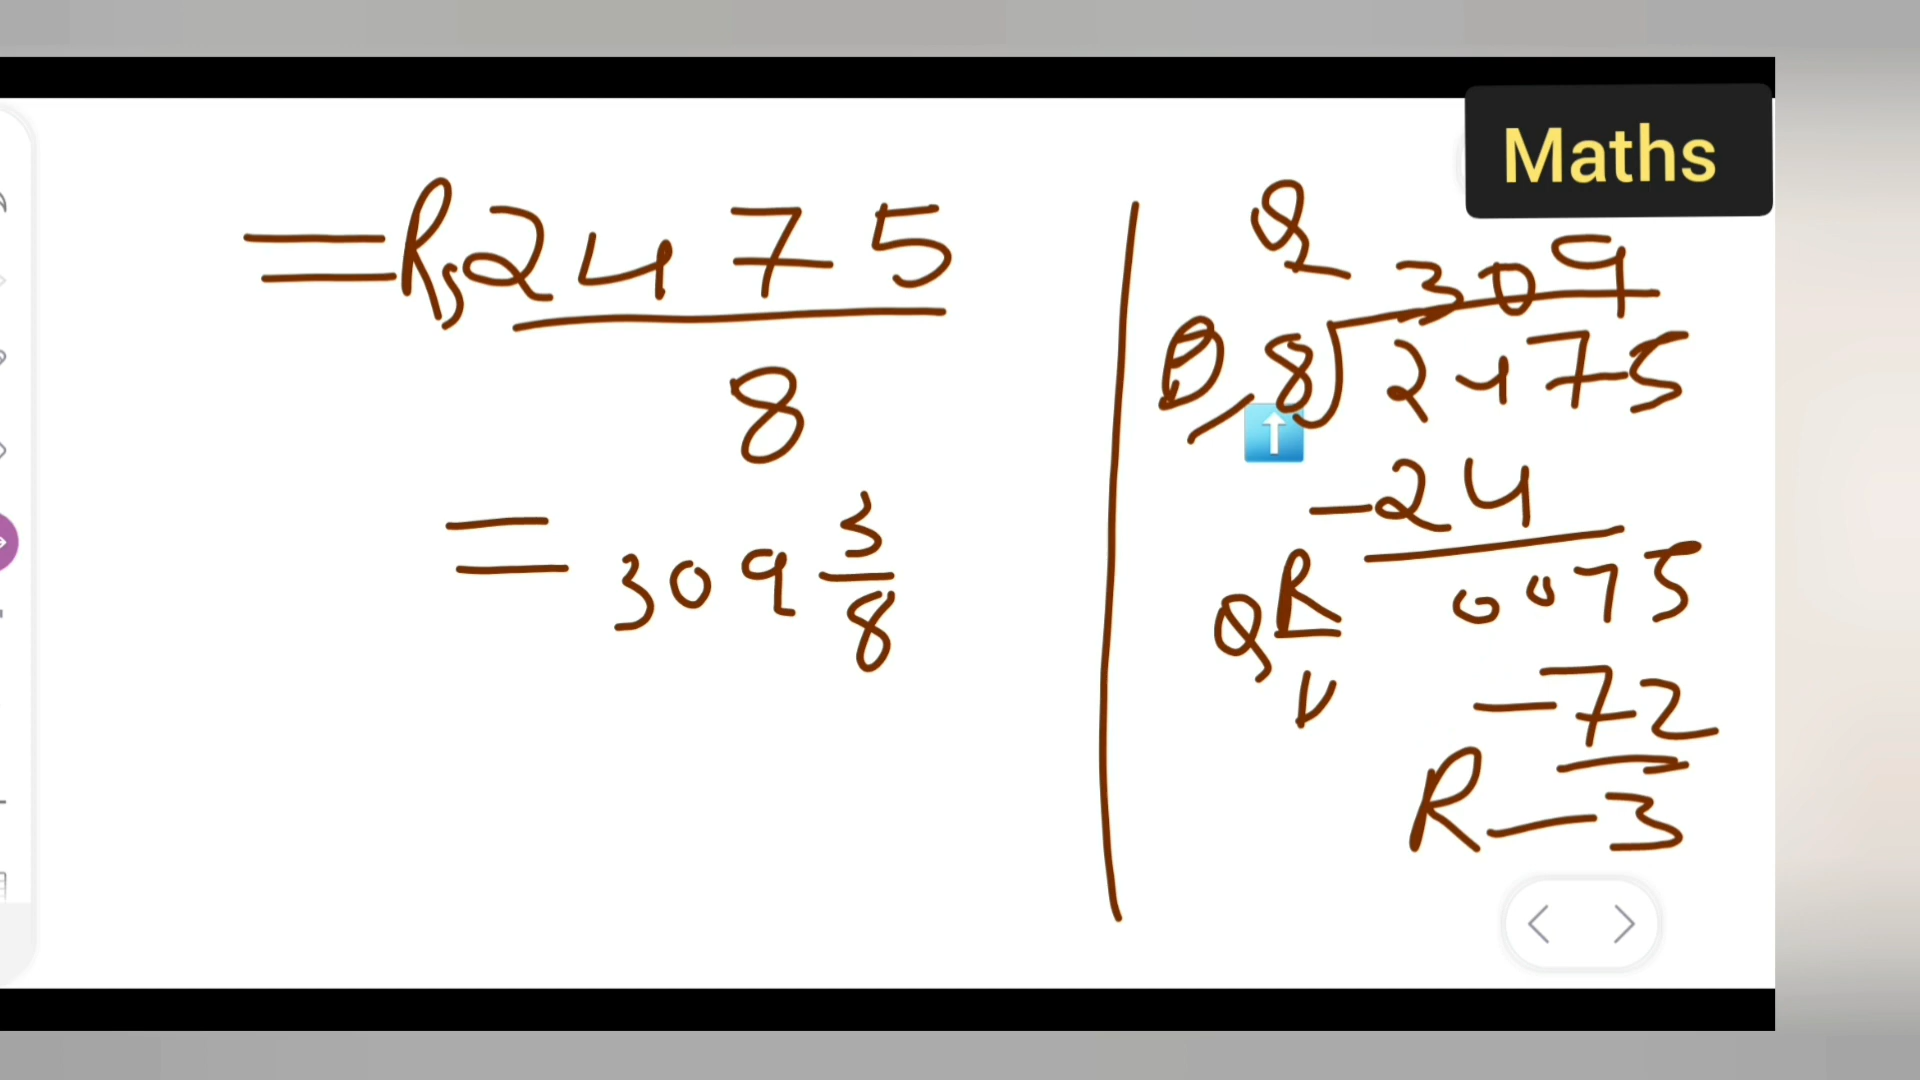 Maths
= Rs 2475
8
= 309 3/8
Q 309
D, 8) 2475
-24
0075
Q R
-72
R - 3